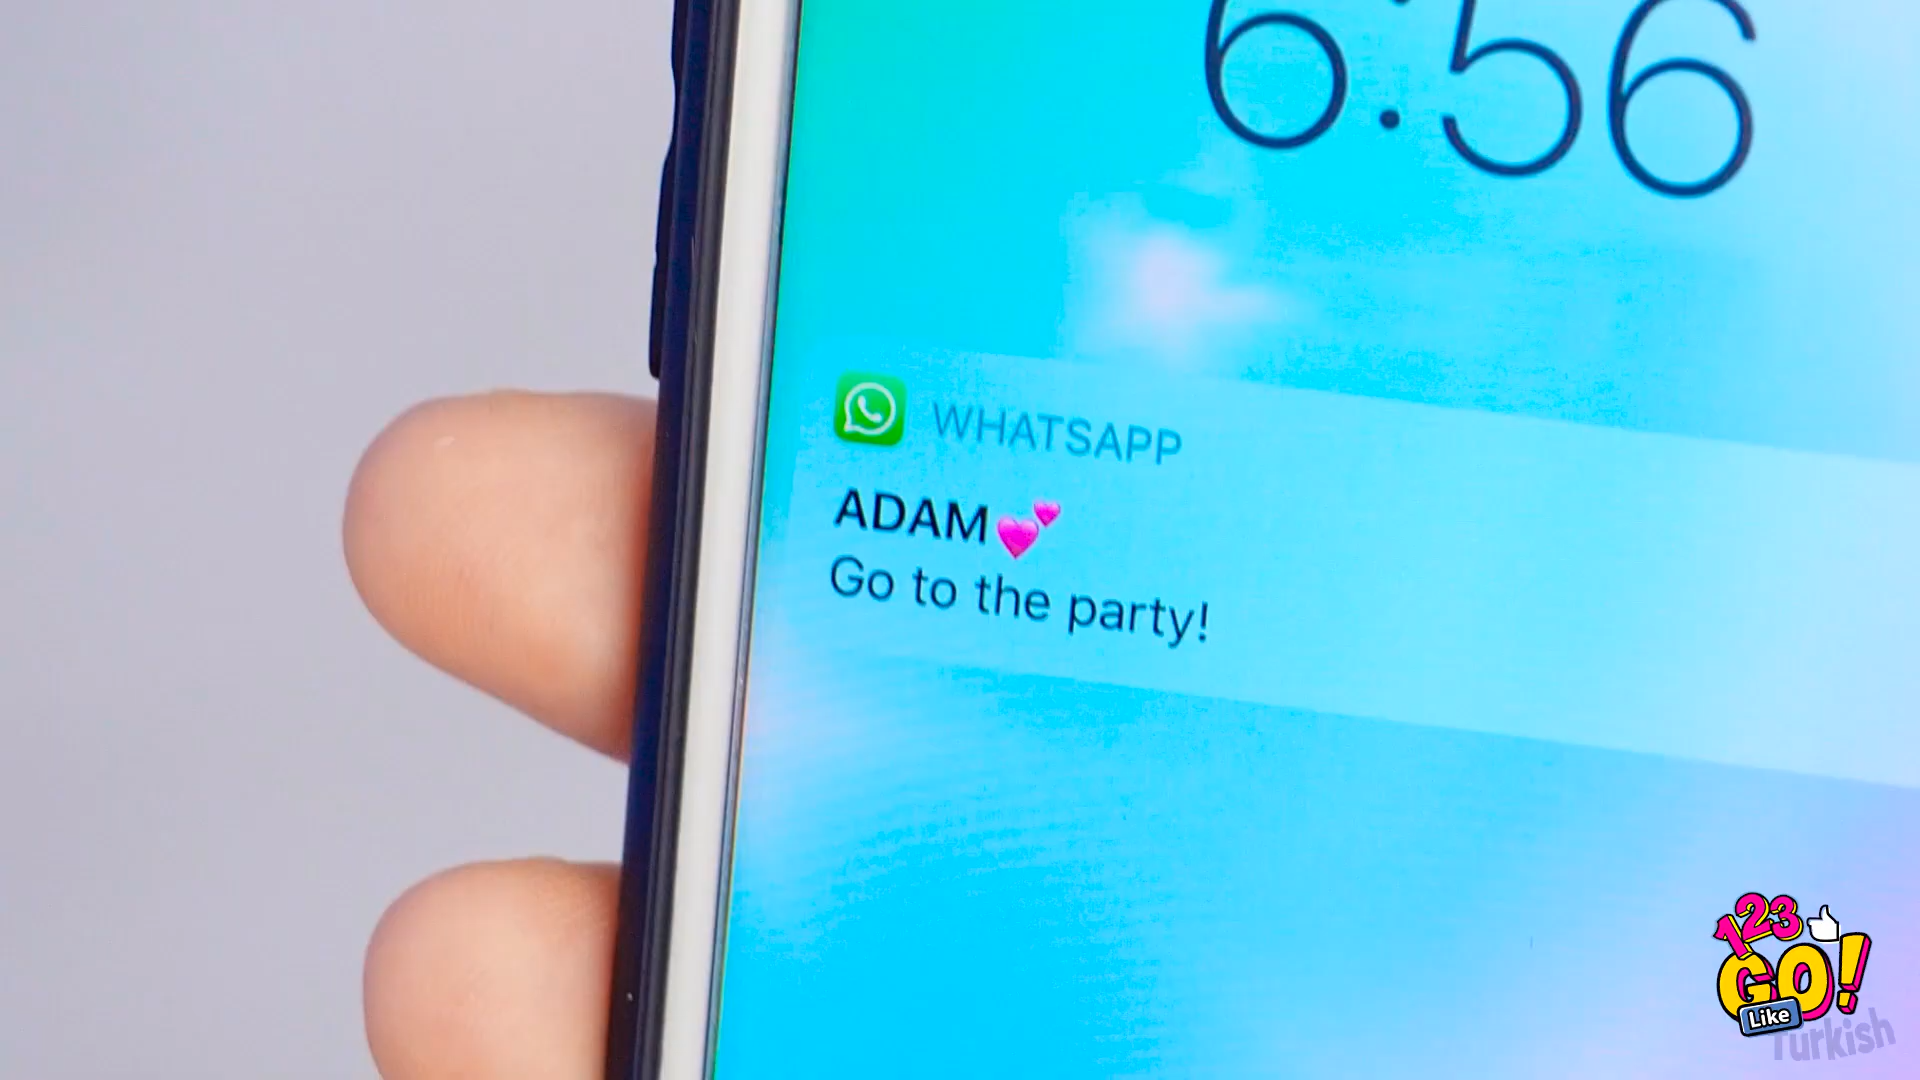 6:56
WHATSAPP
ADAM💕
Go to the party!
123
GO!
Like
Turkish